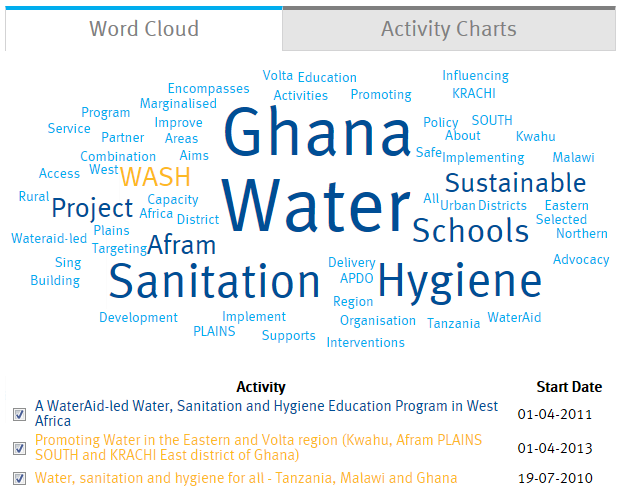 Word Cloud
Activity Charts
Volta Education
Influencing
Encompasses
Activities
Promoting
KRACHI
Marginalised
Program
Improve
Ghana
Policy
SOUTH
Service
Partner
Areas
About
Kwahu
Combination
Aims
Safe
Implementing
Malawi
Access
West
WASH
Water
Sustainable
Rural
Project
Capacity
All
Urban
Districts
Eastern
Africa
District
Schools
Selected
Plains
Northern
Wateraid-led
Targeting
Afram
Sing
Delivery
Advocacy
Building
Sanitation
APDO
Hygiene
Region
Development
Implement
Organisation
Tanzania
WaterAid
PLAINS
Supports
Interventions
Activity
Start Date
A WaterAid-led Water, Sanitation and Hygiene Education Program in West
Africa
01-04-2011
Promoting Water in the Eastern and Volta region (Kwahu, Afram PLAINS
SOUTH and KRACHI East district of Ghana)
01-04-2013
Water, sanitation and hygiene for all - Tanzania, Malawi and Ghana
19-07-2010